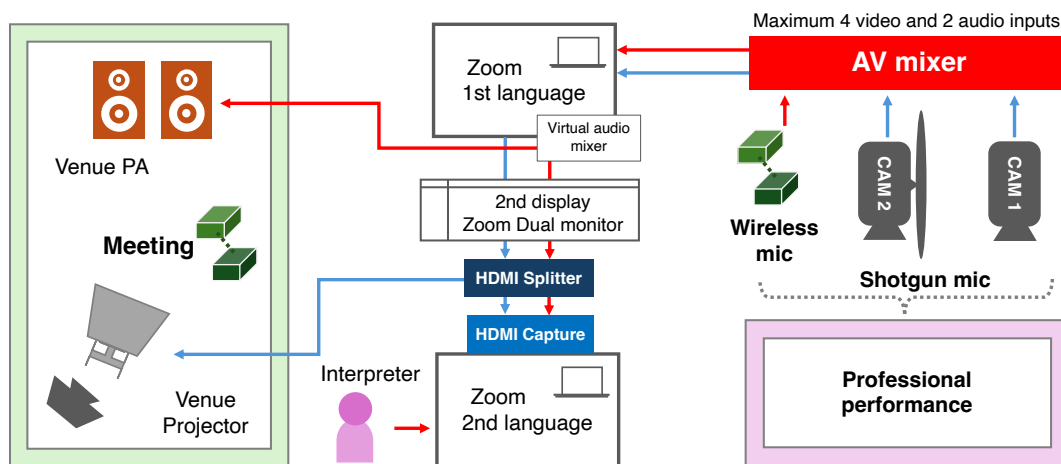 Maximum 4 video and 2 audio inputs
AV mixer
Zoom
1st language
Virtual audio
mixer
Venue PA
2nd display
Zoom Dual monitor
Meeting
HDMI Splitter
HDMI Capture
Wireless
mic
CAM 2
CAM 1
Shotgun mic
Interpreter
Venue
Projector
Zoom
2nd language
Professional
performance